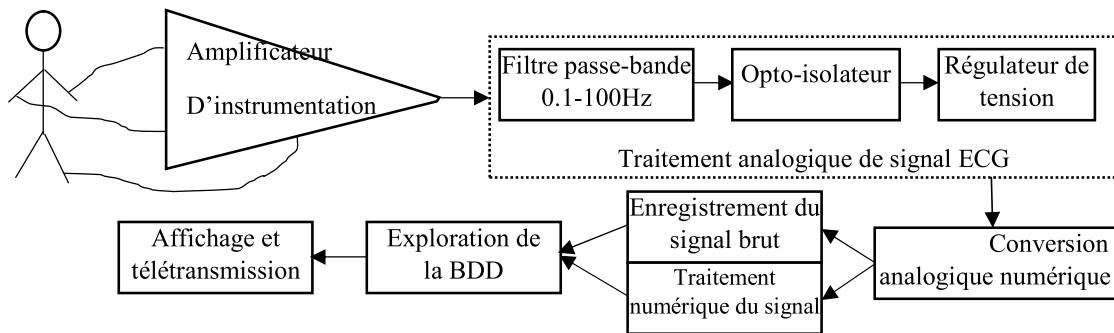 Amplificateur
D’instrumentation
Filtre passe-bande
0.1-100Hz
Opto-isolateur
Régulateur de
tension
Traitement analogique de signal ECG
Conversion
analogique numérique
Enregistrement du
signal brut
Traitement
numérique du signal
Exploration de
la BDD
Affichage et
télétransmission